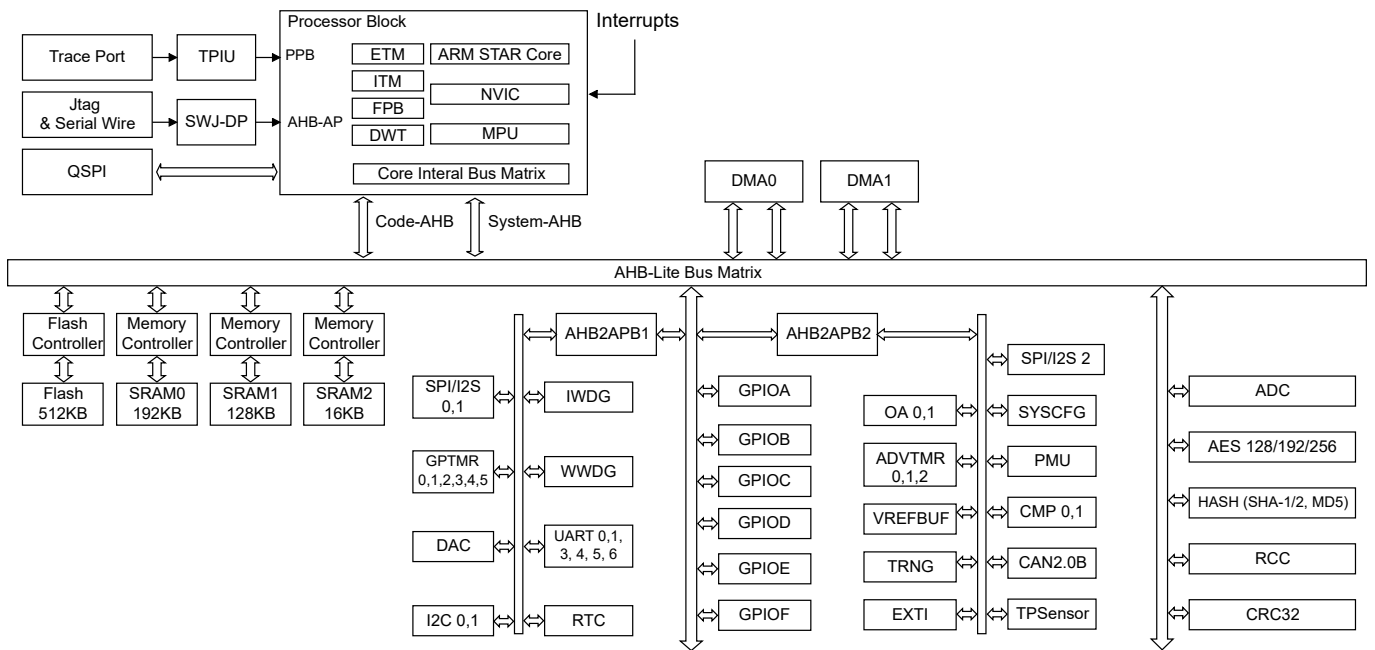 Processor Block
Interrupts
Trace Port
TPIU
PPB
ETM
ARM STAR Core
ITM
NVIC
Jtag
& Serial Wire
SWJ-DP
AHB-AP
FPB
DWT
MPU
QSPI
Core Interal Bus Matrix
DMA0
DMA1
Code-AHB
System-AHB
AHB-Lite Bus Matrix
Flash
Controller
Memory
Controller
Memory
Controller
Memory
Controller
Flash
512KB
SRAM0
192KB
SRAM1
128KB
SRAM2
16KB
AHB2APB1
AHB2APB2
SPI/I2S
0,1
IWDG
GPTMR
0,1,2,3,4,5
WWDG
DAC
UART 0,1,
3, 4, 5, 6
I2C 0,1
RTC
GPIOA
GPIOB
GPIOC
GPIOD
GPIOE
GPIOF
SPI/I2S 2
OA 0,1
SYSCFG
ADVTMR
0,1,2
PMU
VREFBUF
CMP 0,1
TRNG
CAN2.0B
EXTI
TPSensor
ADC
AES 128/192/256
HASH (SHA-1/2, MD5)
RCC
CRC32